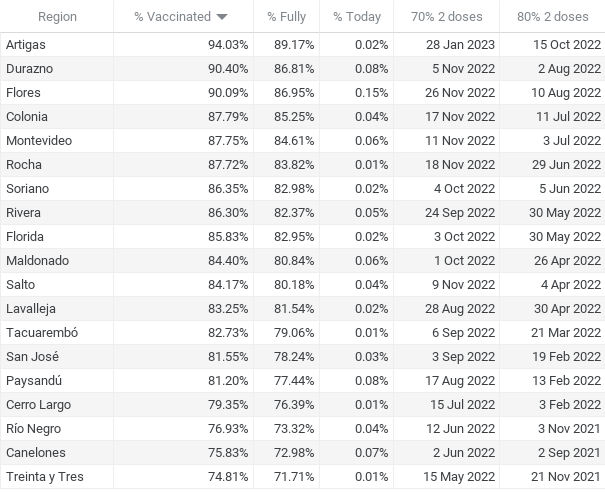 Region % Vaccinated % Fully % Today 70% 2 doses 80% 2 doses
Artigas 94.03% 89.17% 0.02% 28 Jan 2023 15 Oct 2022
Durazno 90.40% 86.81% 0.08% 5 Nov 2022 2 Aug 2022
Flores 90.09% 86.95% 0.15% 26 Nov 2022 10 Aug 2022
Colonia 87.79% 85.25% 0.04% 17 Nov 2022 11 Jul 2022
Montevideo 87.75% 84.61% 0.06% 11 Nov 2022 3 Jul 2022
Rocha 87.72% 83.82% 0.01% 18 Nov 2022 29 Jun 2022
Soriano 86.35% 82.98% 0.02% 4 Oct 2022 5 Jun 2022
Rivera 86.30% 82.37% 0.05% 24 Sep 2022 30 May 2022
Florida 85.83% 82.95% 0.02% 3 Oct 2022 30 May 2022
Maldonado 84.40% 80.84% 0.06% 1 Oct 2022 26 Apr 2022
Salto 84.17% 80.18% 0.04% 9 Nov 2022 4 Apr 2022
Lavalleja 83.25% 81.54% 0.02% 28 Aug 2022 30 Apr 2022
Tacuarembó 82.73% 79.06% 0.01% 6 Sep 2022 21 Mar 2022
San José 81.55% 78.24% 0.03% 3 Sep 2022 19 Feb 2022
Paysandú 81.20% 77.44% 0.08% 17 Aug 2022 13 Feb 2022
Cerro Largo 79.35% 76.39% 0.01% 15 Jul 2022 3 Feb 2022
Río Negro 76.93% 73.32% 0.04% 12 Jun 2022 3 Nov 2021
Canelones 75.83% 72.98% 0.07% 2 Jun 2022 2 Sep 2021
Treinta y Tres 74.81% 71.71% 0.01% 15 May 2022 21 Nov 2021